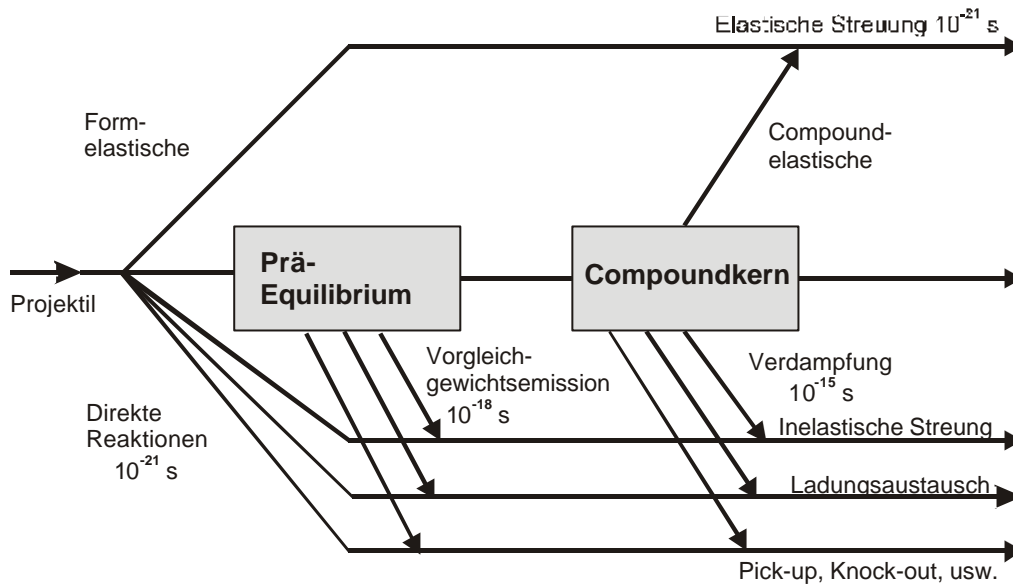 Elastische Streuung 10⁻²¹ s
Form-
elastische
Compound-
elastische
Prä-
Equilibrium
Compoundkern
Projektil
Vorgleich-
gewichtsemission
10⁻¹⁸ s
Verdampfung
10⁻¹⁵ s
Direkte
Reaktionen
10⁻²¹ s
Inelastische Streung
Ladungsaustausch
Pick-up, Knock-out, usw.